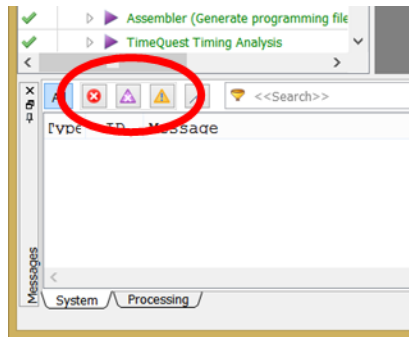 Assembler (Generate programming file
TimeQuest Timing Analysis
<<Search>>
Type ID Message
Messages
System Processing